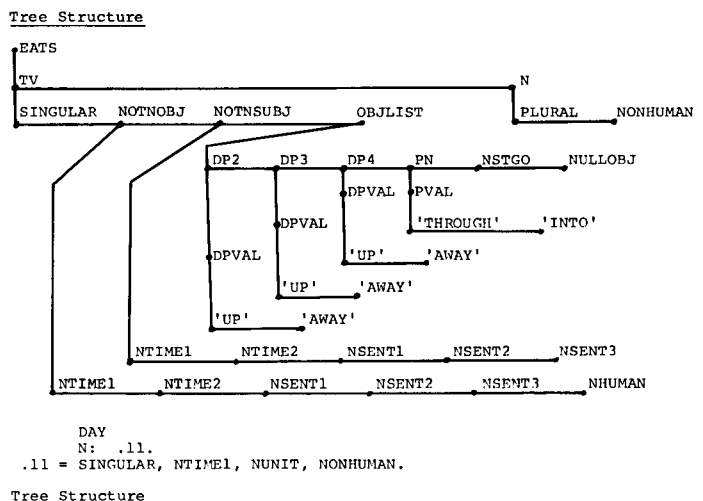 Tree Structure
EATS
TV N
SINGULAR NOTNOBJ NOTNSUBJ OBJLIST PLURAL NONHUMAN
DP2 DP3 DP4 PN NSTGO NULLOBJ
DPVAL PVAL
'THROUGH' 'INTO'
DPVAL
'UP' 'AWAY'
DPVAL
'UP' 'AWAY'
'UP' 'AWAY'
NTIME1 NTIME2 NSENT1 NSENT2 NSENT3
NTIME1 NTIME2 NSENT1 NSENT2 NSENT3 NHUMAN
DAY
N: .11.
.11 = SINGULAR, NTIME1, NUNIT, NONHUMAN.
Tree Structure